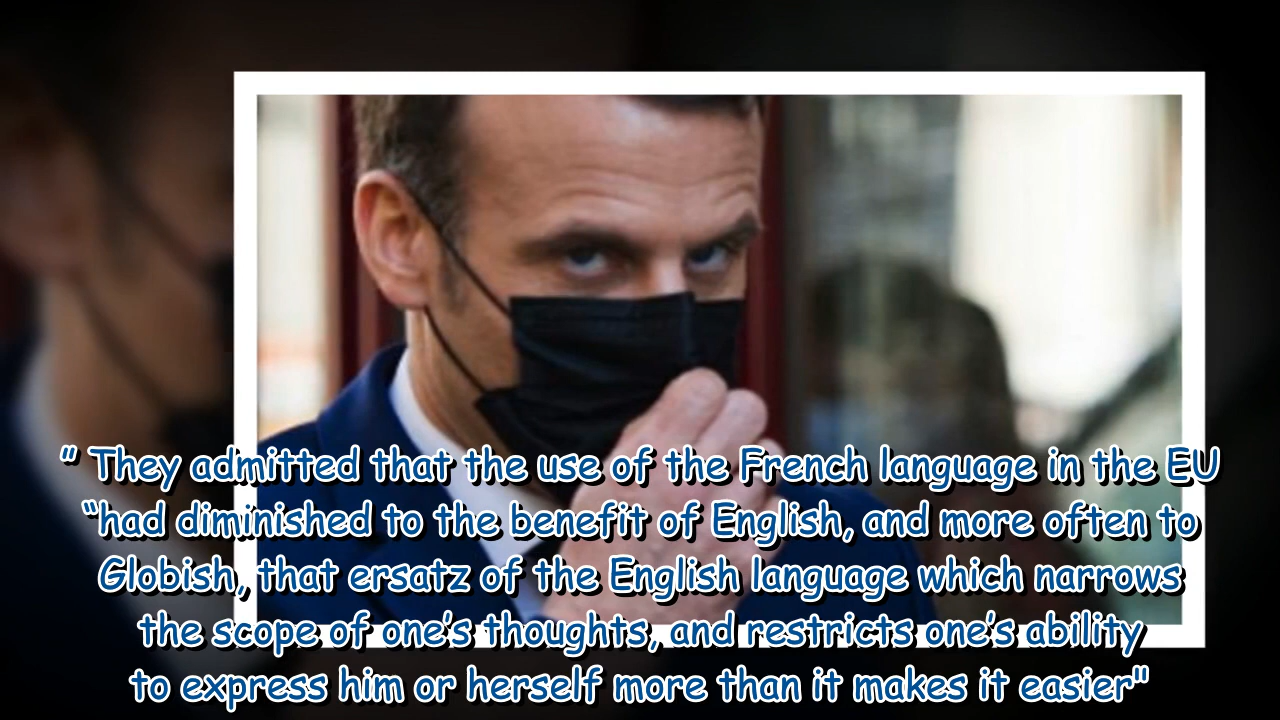 ” They admitted that the use of the French language in the EU
“had diminished to the benefit of English, and more often to
Globish, that ersatz of the English language which narrows
the scope of one’s thoughts, and restricts one’s ability
to express him or herself more than it makes it easier"